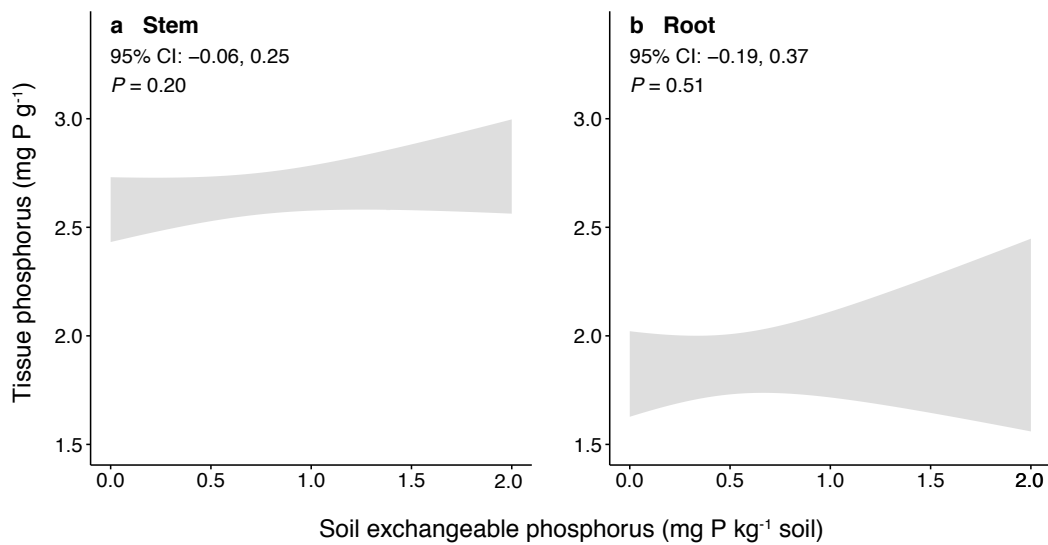 a Stem
95% CI: −0.06, 0.25
P = 0.20
b Root
95% CI: −0.19, 0.37
P = 0.51
Tissue phosphorus (mg P g⁻¹)
3.0
2.5
2.0
1.5
3.0
2.5
2.0
1.5
0.0 0.5 1.0 1.5 2.0
0.0 0.5 1.0 1.5 2.0
Soil exchangeable phosphorus (mg P kg⁻¹ soil)